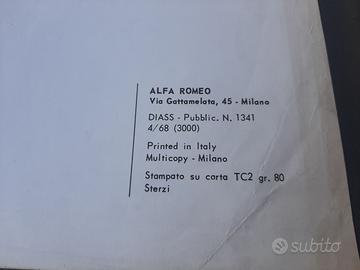 ALFA ROMEO
Via Gattamelata, 45 - Milano
DIASS - Pubblic. N. 1341
4/68 (3000)
Printed in Italy
Multicopy - Milano
Stampato su carta TC2 gr. 80
Sterzi
subito